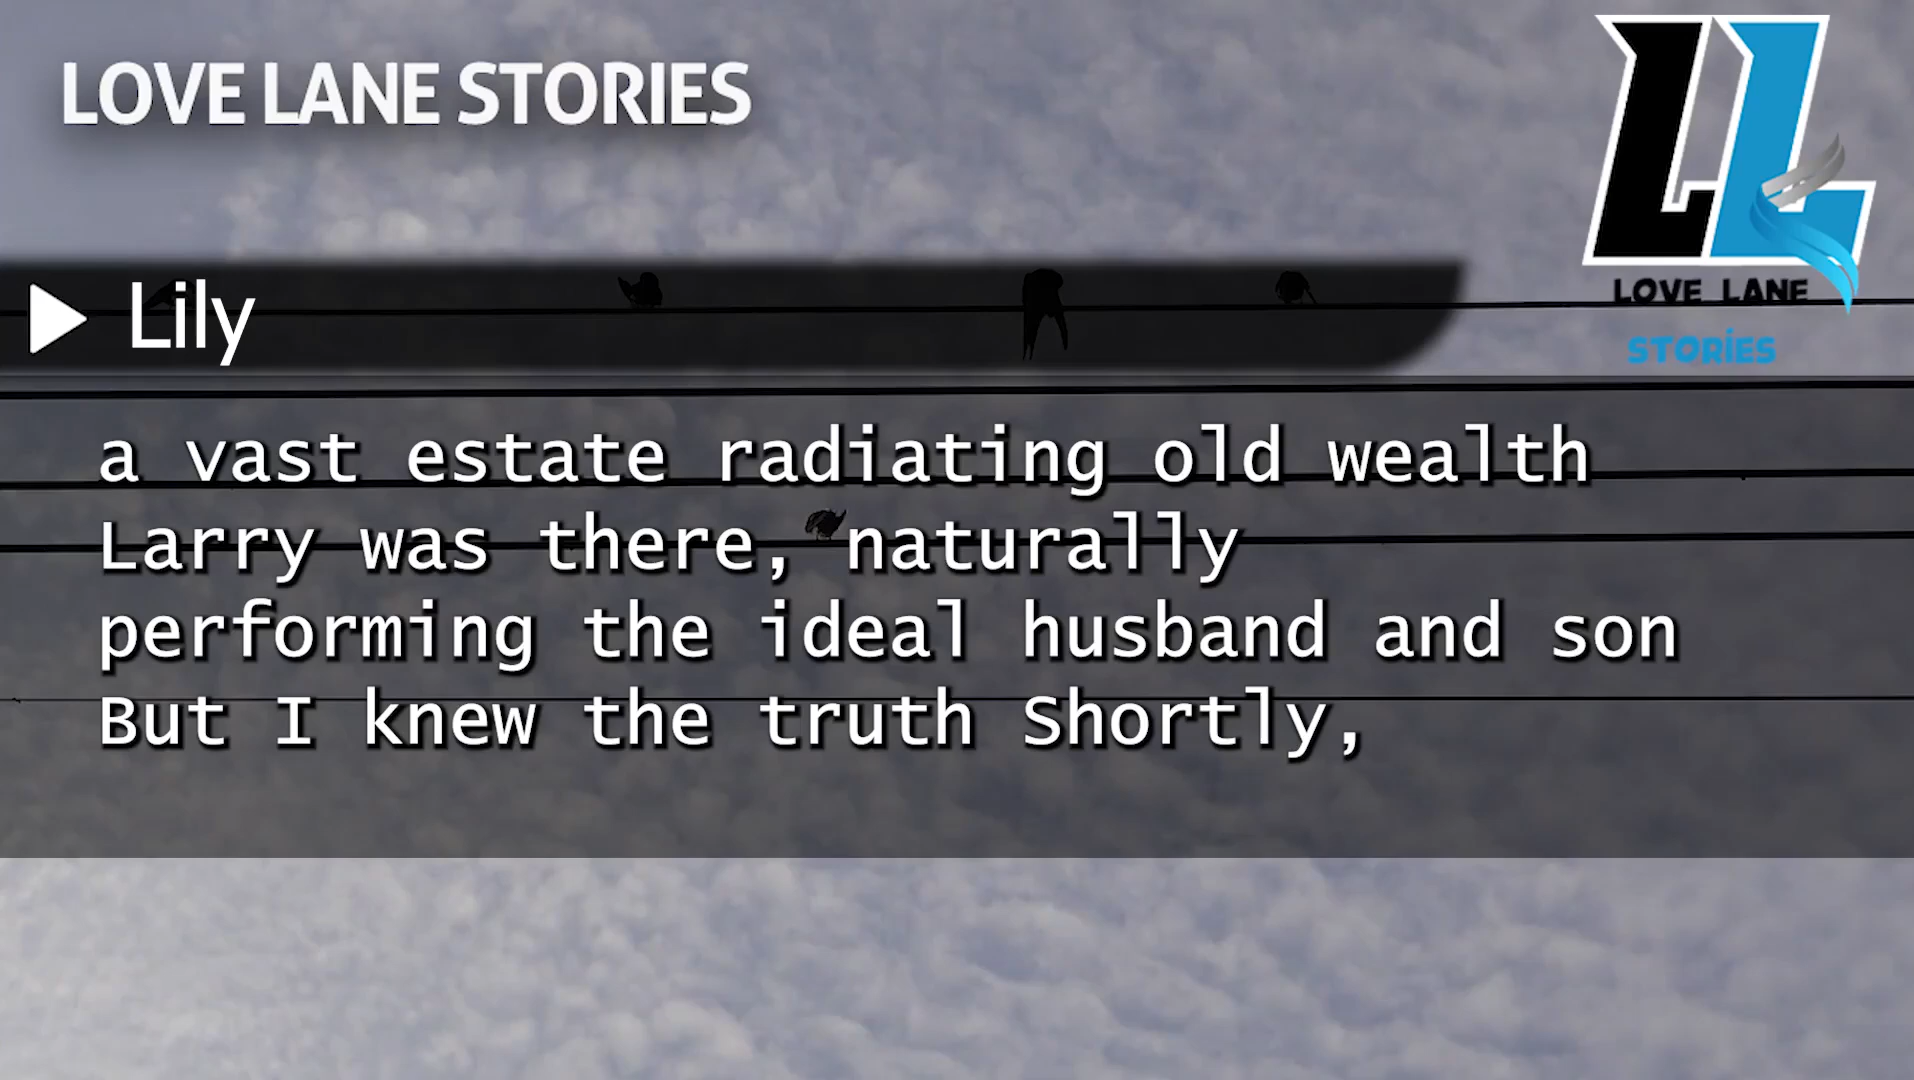 LOVE LANE STORIES
LL
LOVE LANE
STORIES
Lily
a vast estate radiating old wealth
Larry was there, naturally
performing the ideal husband and son
But I knew the truth Shortly,